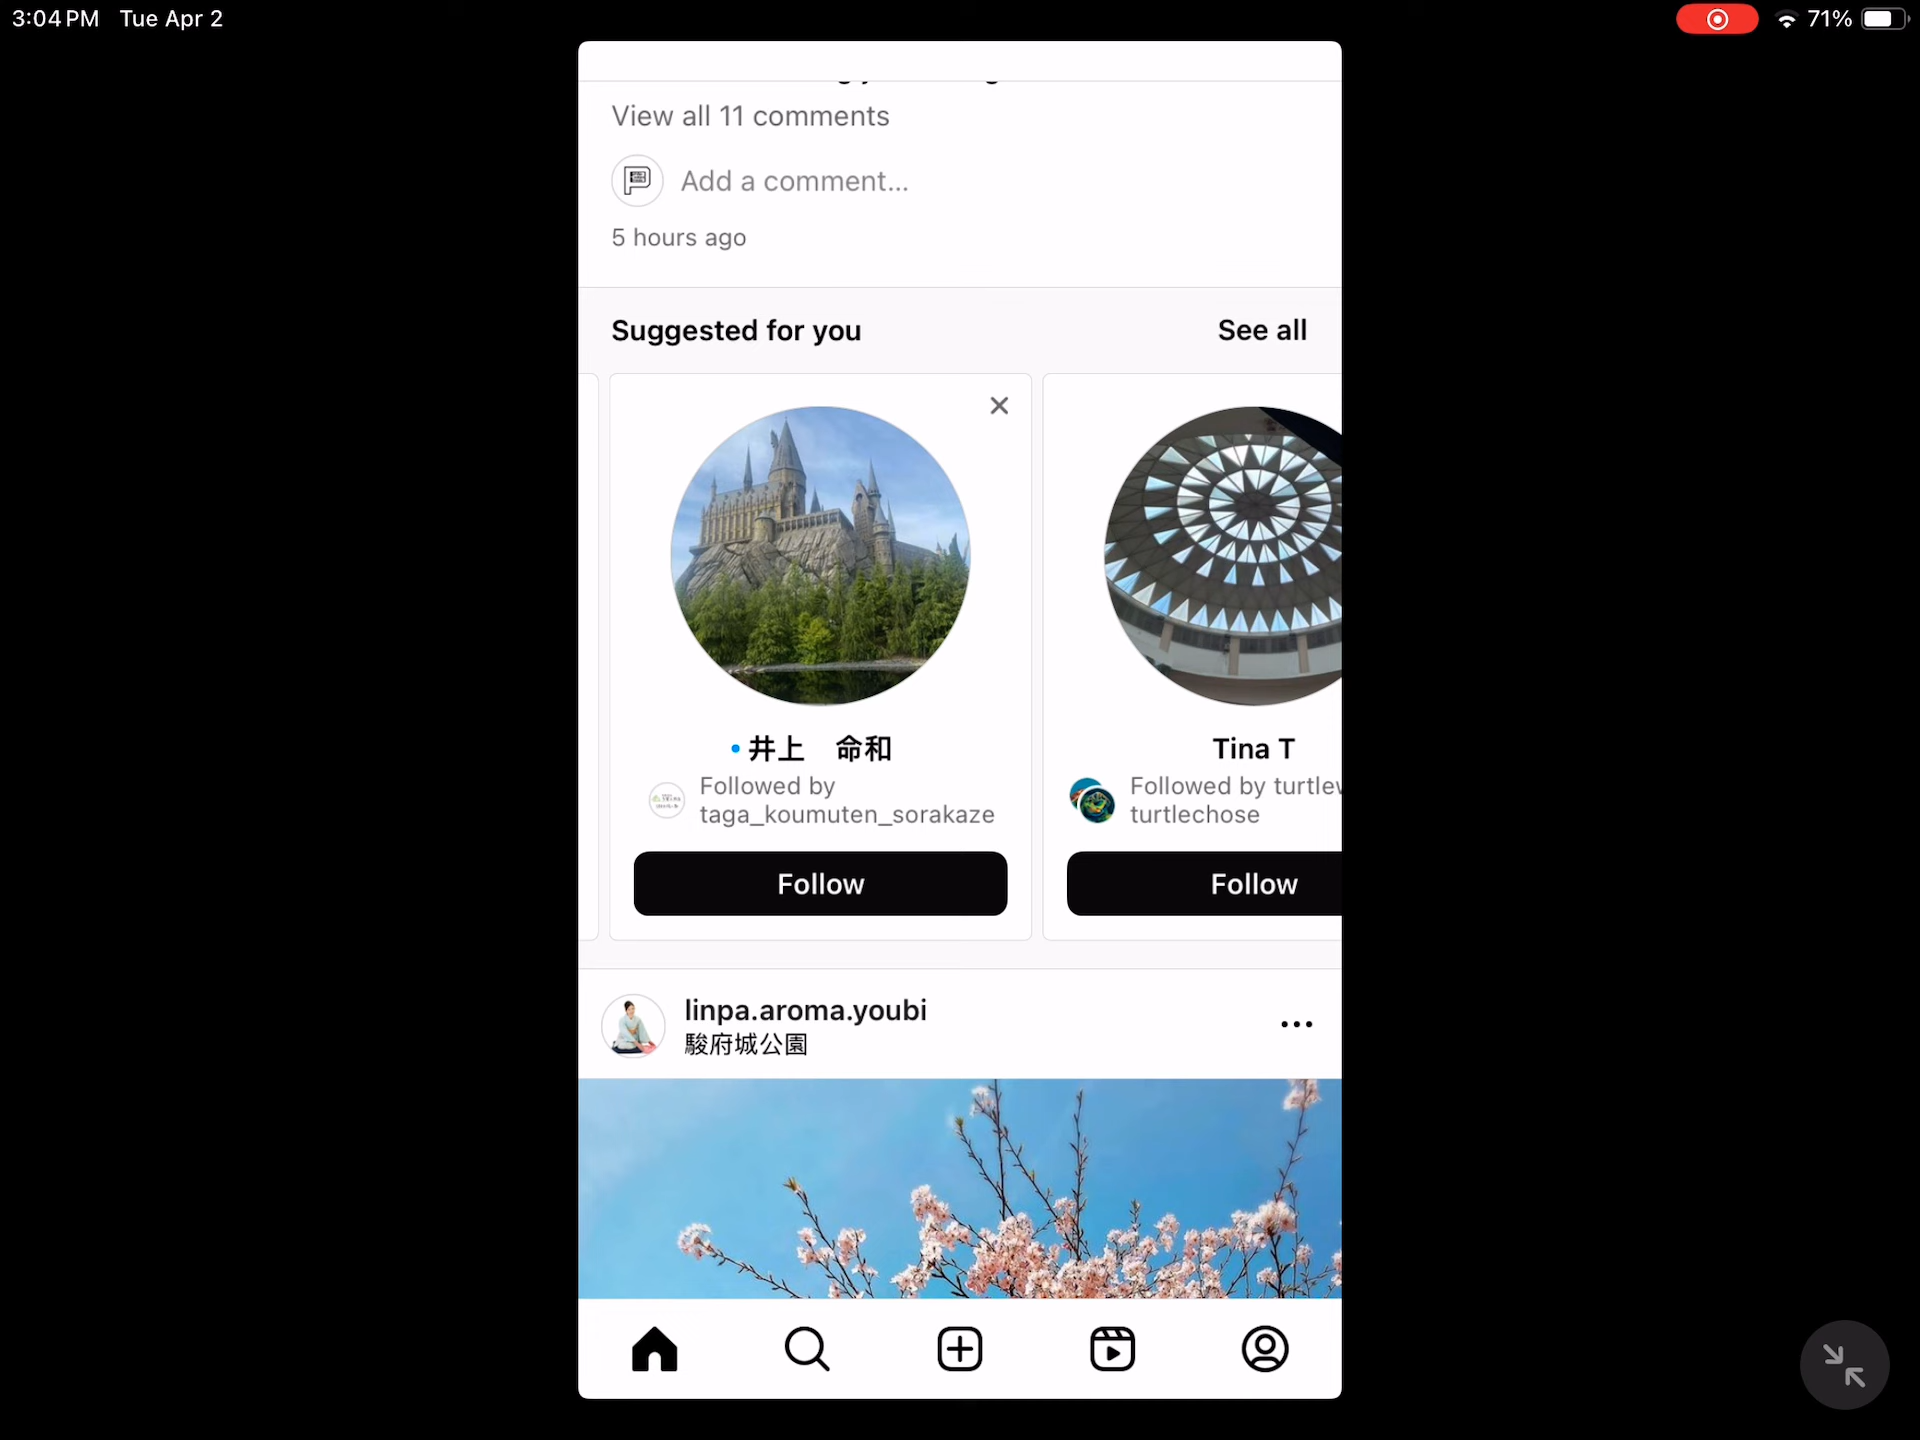 3:04 PM Tue Apr 2
71%
View all 11 comments
Add a comment...
5 hours ago
Suggested for you
See all
井上　命和
Followed by
taga_koumuten_sorakaze
Follow
Tina T
Followed by turtlev
turtlechose
Follow
linpa.aroma.youbi
駿府城公園